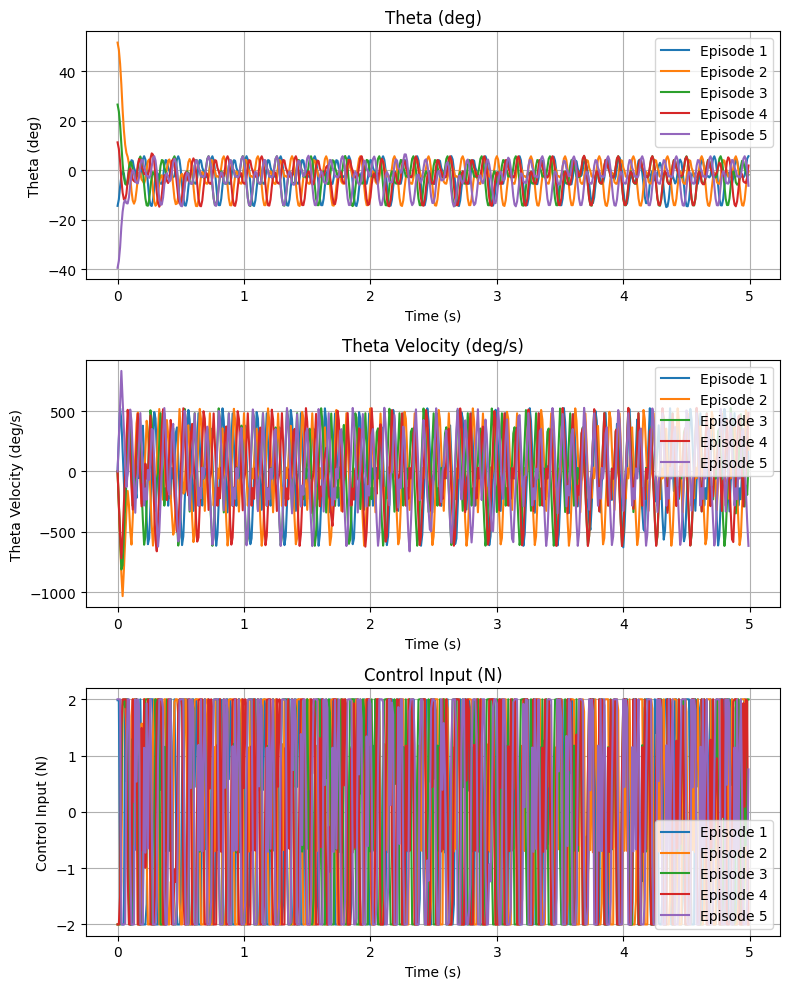 Theta (deg)
Theta (deg)
40
20
0
−20
−40
0
1
2
3
4
5
Time (s)
Episode 1
Episode 2
Episode 3
Episode 4
Episode 5
Theta Velocity (deg/s)
Theta Velocity (deg/s)
500
0
−500
−1000
0
1
2
3
4
5
Time (s)
Episode 1
Episode 2
Episode 3
Episode 4
Episode 5
Control Input (N)
Control Input (N)
2
1
0
−1
−2
0
1
2
3
4
5
Time (s)
Episode 1
Episode 2
Episode 3
Episode 4
Episode 5